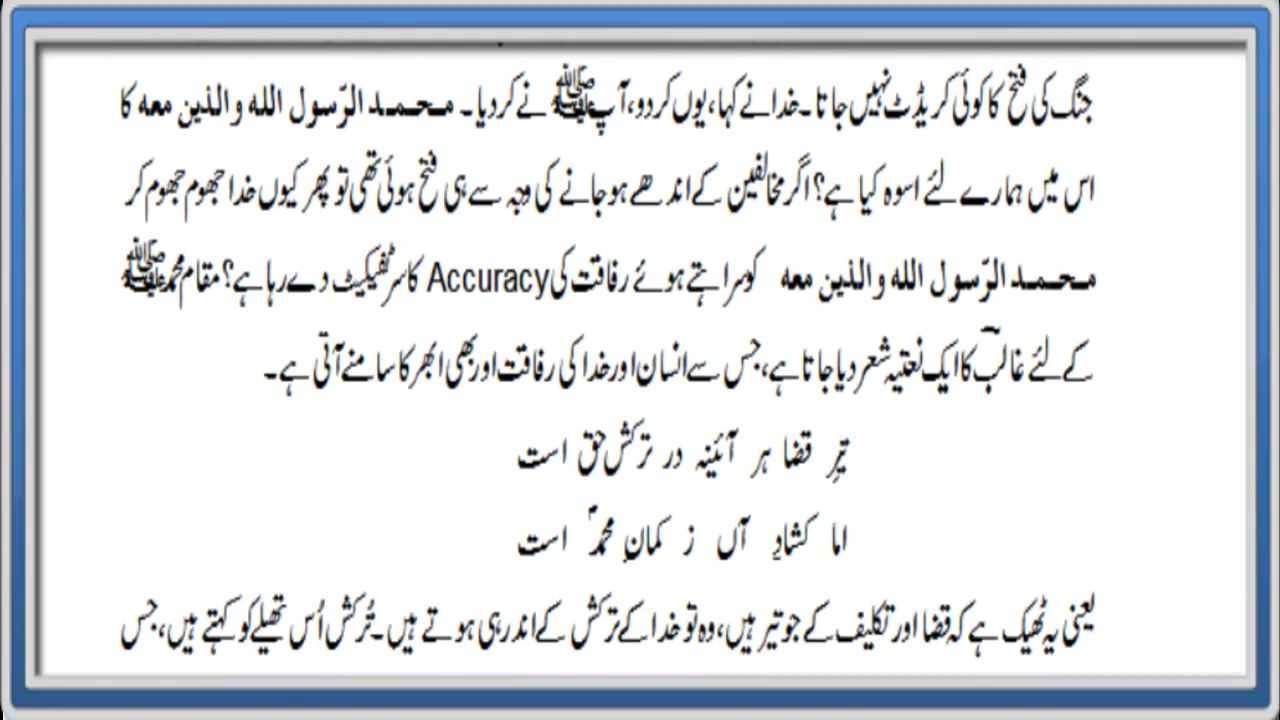 جنگ کی فتح کا کوئی کریڈٹ نہیں جاتا۔ خدا نے کہا، یوں کردو، آپ ﷺ نے کردیا۔ محمد الرّسول الله والذین معه کا
اس میں ہمارے لئے اسوہ کیا ہے؟ اگر مخالفین کے اندھے ہوجانے کی وجہ سے ہی فتح ہوئی تھی تو پھر کیوں خدا جھوم جھوم کر
محمد الرّسول الله والذین معه کو سراہتے ہوئے رفاقت کی Accuracy کا سرٹیفیکیٹ دے رہا ہے؟ مقام محمد ﷺ
کے لئے غالبؔ کا ایک نعتیہ شعر دیا جاتا ہے، جس سے انسان اور خدا کی رفاقت اور بھی ابھر کا سامنے آتی ہے۔
تیرِ قضا ہر آئینہ در ترکش حق است
اما کشادِ آں ز کمانِ محمدؐ است
یعنی یہ ٹھیک ہے کہ قضا اور تکلیف کے جو تیر ہیں، وہ تو خدا کے ترکش کے اندر ہی ہوتے ہیں۔ تُرکش اُس تھیلے کو کہتے ہیں، جس